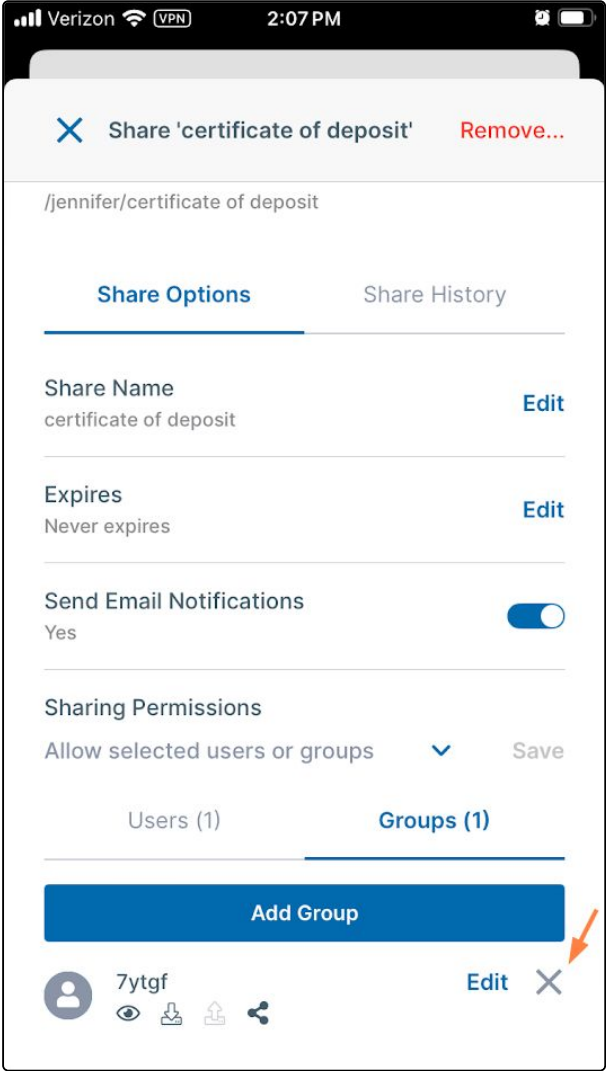 Verizon VPN 2:07 PM
Share 'certificate of deposit' Remove...
/jennifer/certificate of deposit
Share Options Share History
Share Name
certificate of deposit
Edit
Expires
Never expires
Edit
Send Email Notifications
Yes
Sharing Permissions
Allow selected users or groups Save
Users (1) Groups (1)
Add Group
7ytgf Edit